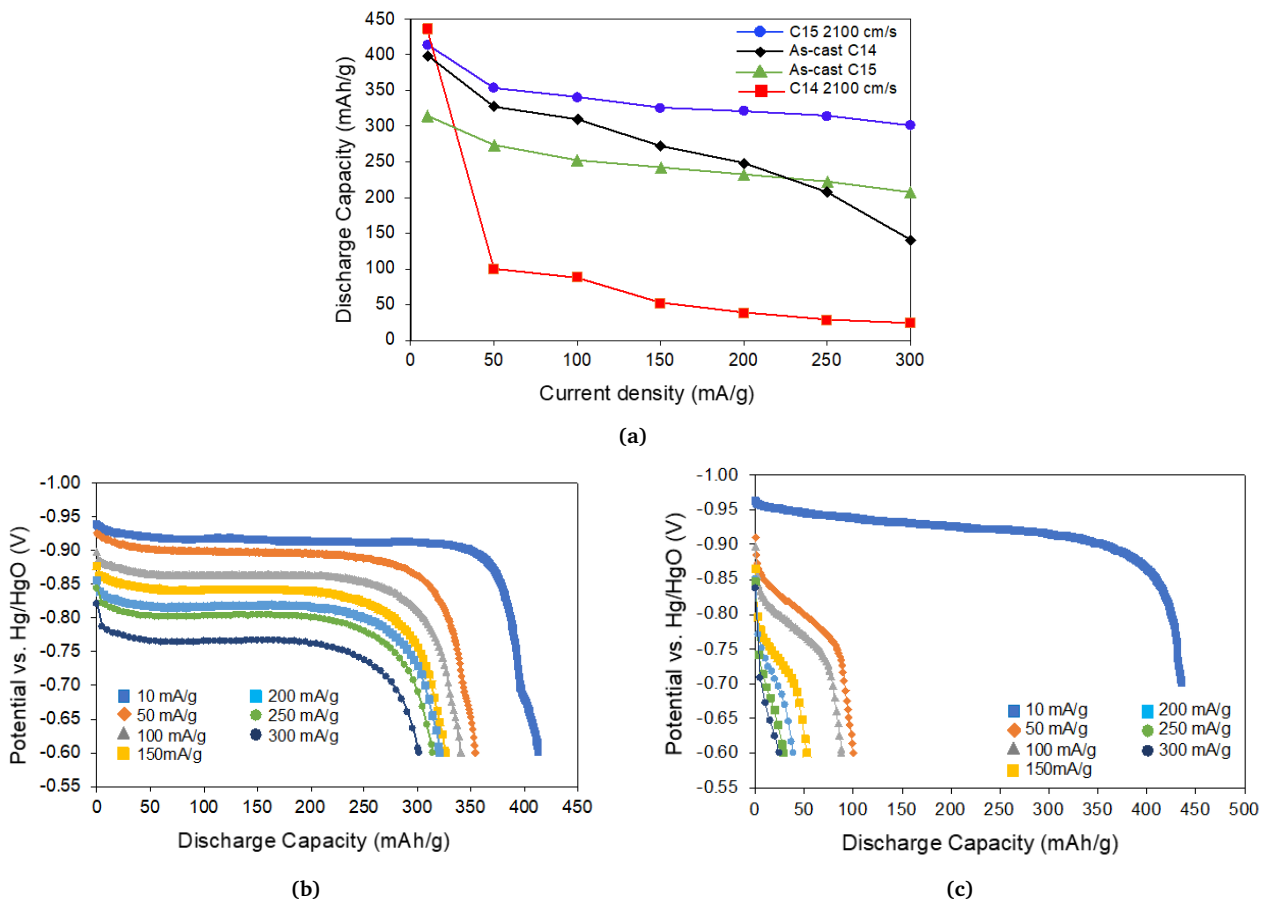 Discharge Capacity (mAh/g)
450
400
350
300
250
200
150
100
50
0
C15 2100 cm/s
As-cast C14
As-cast C15
C14 2100 cm/s
0 50 100 150 200 250 300
Current density (mA/g)
(a)
Potential vs. Hg/HgO (V)
-1.00
-0.95
-0.90
-0.85
-0.80
-0.75
-0.70
-0.65
-0.60
-0.55
10 mA/g 200 mA/g
50 mA/g 250 mA/g
100 mA/g 300 mA/g
150mA/g
0 50 100 150 200 250 300 350 400 450
Discharge Capacity (mAh/g)
(b)
Potential vs. Hg/HgO (V)
-1.00
-0.95
-0.90
-0.85
-0.80
-0.75
-0.70
-0.65
-0.60
-0.55
10 mA/g 200 mA/g
50 mA/g 250 mA/g
100 mA/g 300 mA/g
150mA/g
0 50 100 150 200 250 300 350 400 450 500
Discharge Capacity (mAh/g)
(c)